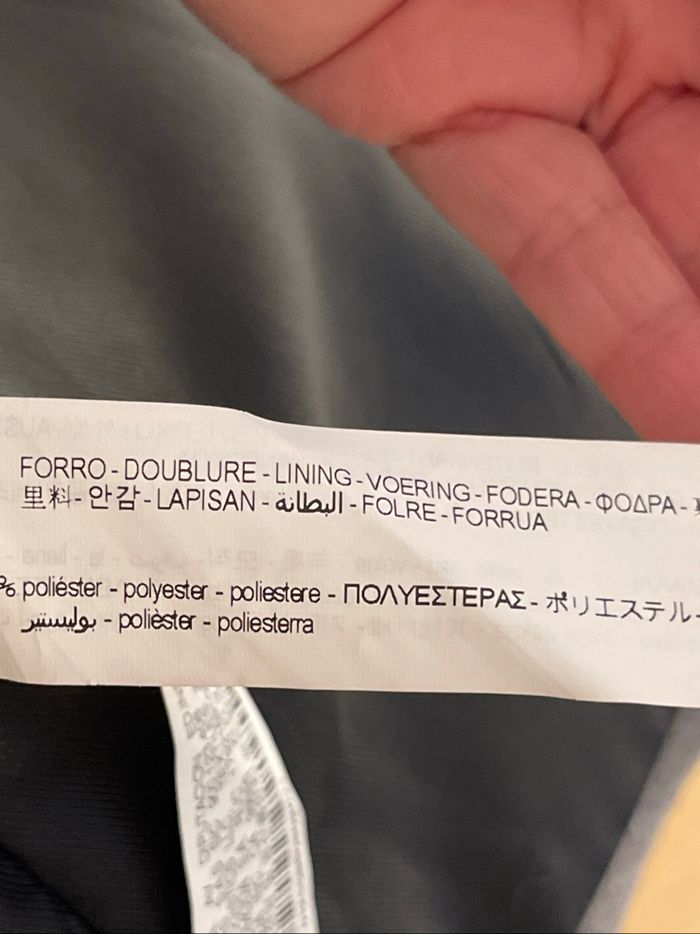 FORRO - DOUBLURE - LINING - VOERING - FODERA - ΦΟΔΡΑ -
里料 - 안감 - LAPISAN - البطانة - FOLRE - FORRUA
% poliéster - polyester - poliestere - ΠΟΛΥΕΣΤΕΡΑΣ - ポリエステル -
بوليستير - polièster - poliesterra